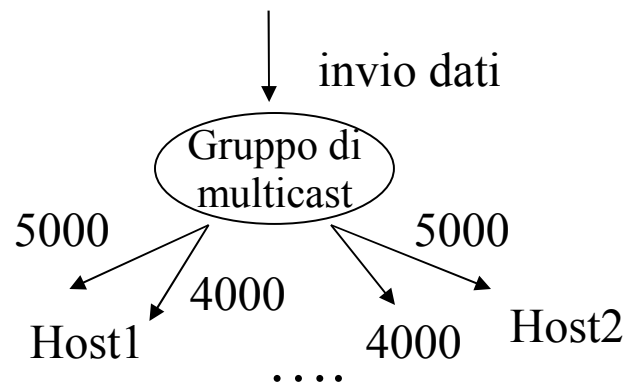 invio dati
Gruppo di
multicast
5000
5000
4000
4000
Host1
Host2
....